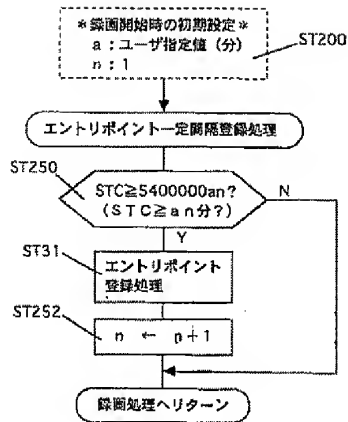 *録画開始時の初期設定*
a：ユーザ指定値（分）
n：1
ST200
エントリポイント一定間隔登録処理
ST250
STC≧5400000an?
（STC≧an分？）
N
Y
ST31
エントリポイント
登録処理
ST252
n ← n+1
録画処理へリターン